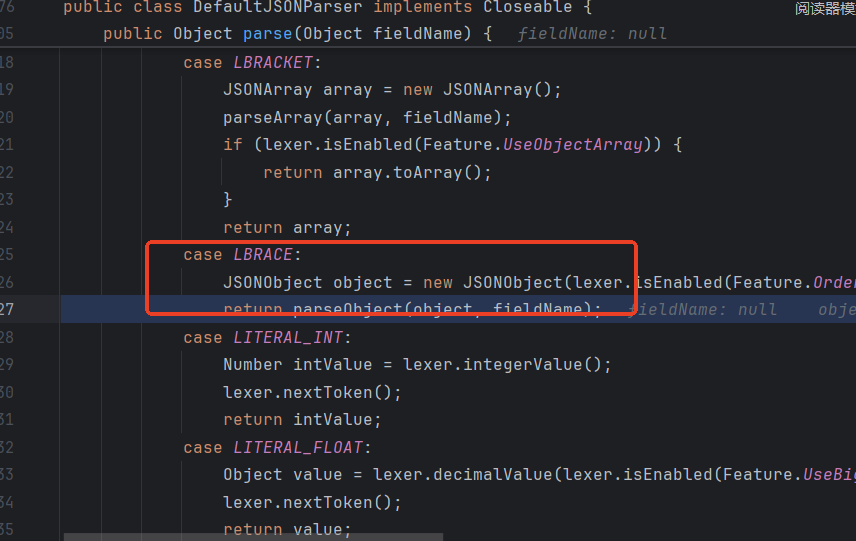 76 public class DefaultJSONParser implements Closeable { 阅读器模
05 public Object parse(Object fieldName) { fieldName: null
18 case LBRACKET:
19 JSONArray array = new JSONArray();
20 parseArray(array, fieldName);
21 if (lexer.isEnabled(Feature.UseObjectArray)) {
22 return array.toArray();
23 }
24 return array;
25 case LBRACE:
26 JSONObject object = new JSONObject(lexer.isEnabled(Feature.Order
27 return parseObject(object, fieldName); fieldName: null obje
28 case LITERAL_INT:
29 Number intValue = lexer.integerValue();
30 lexer.nextToken();
31 return intValue;
32 case LITERAL_FLOAT:
33 Object value = lexer.decimalValue(lexer.isEnabled(Feature.UseBig
34 lexer.nextToken();
35 return value;